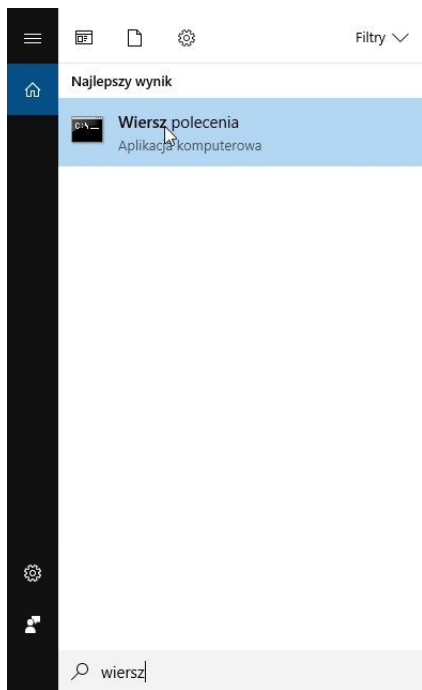 Filtry
Najlepszy wynik
C:\_
Wiersz polecenia
Aplikacja komputerowa
wiersz